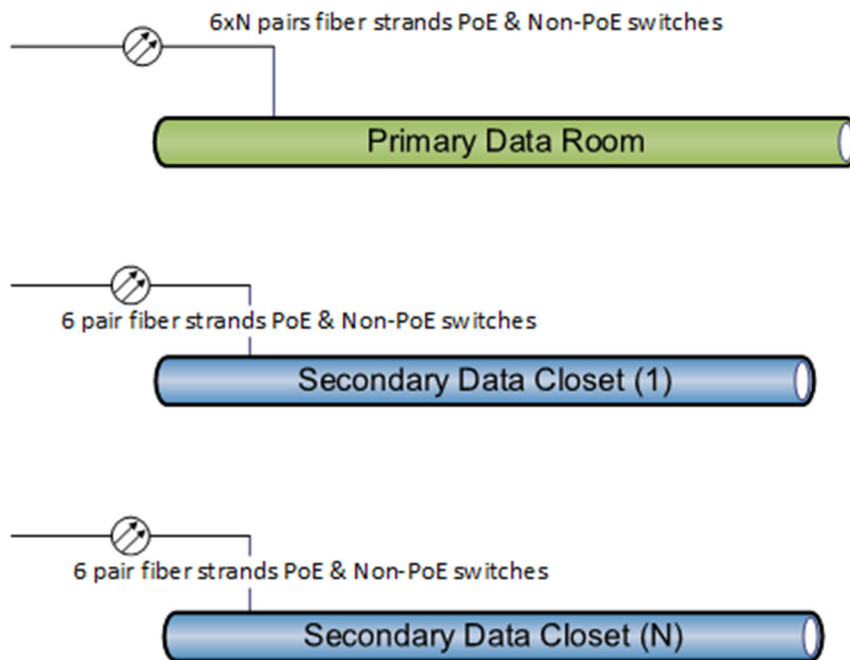 6xN pairs fiber strands PoE & Non-PoE switches
Primary Data Room
6 pair fiber strands PoE & Non-PoE switches
Secondary Data Closet (1)
6 pair fiber strands PoE & Non-PoE switches
Secondary Data Closet (N)